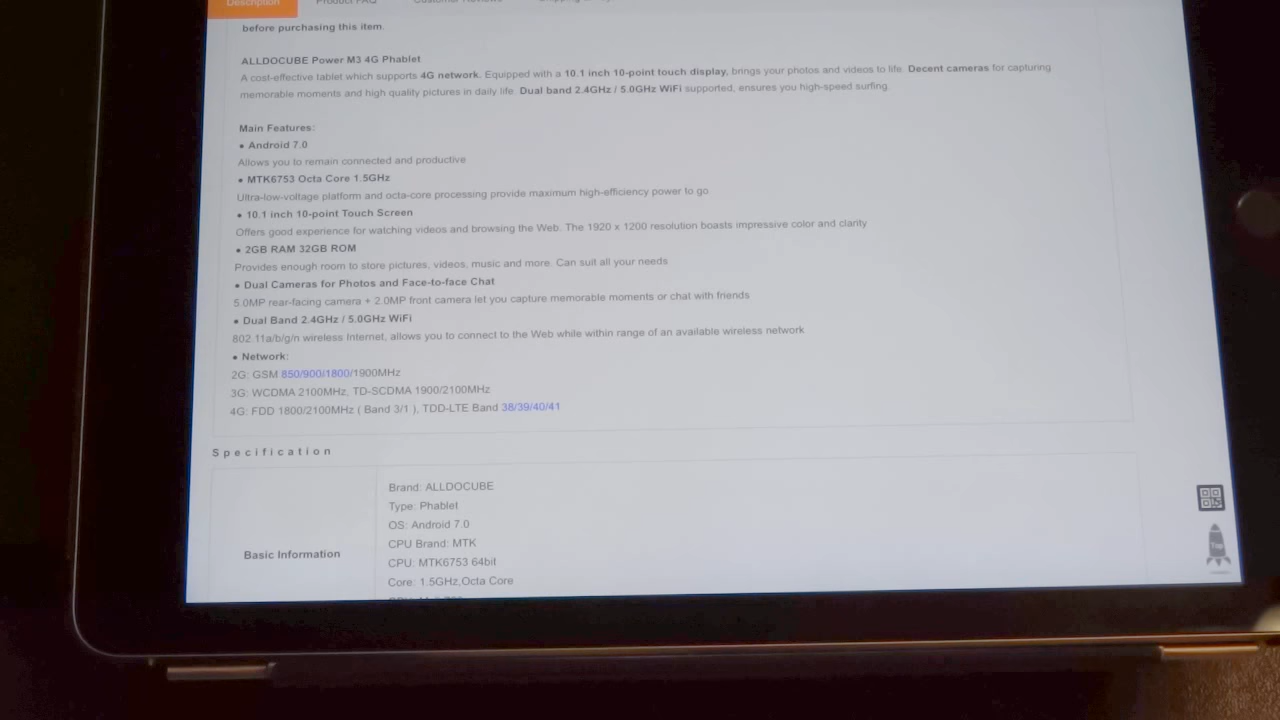 Description Product FAQ Customer Reviews
before purchasing this item.
ALLDOCUBE Power M3 4G Phablet
A cost-effective tablet which supports 4G network. Equipped with a 10.1 inch 10-point touch display, brings your photos and videos to life. Decent cameras for capturing
memorable moments and high quality pictures in daily life. Dual band 2.4GHz / 5.0GHz WiFi supported, ensures you high-speed surfing.
Main Features:
• Android 7.0
Allows you to remain connected and productive
• MTK6753 Octa Core 1.5GHz
Ultra-low-voltage platform and octa-core processing provide maximum high-efficiency power to go
• 10.1 inch 10-point Touch Screen
Offers good experience for watching videos and browsing the Web. The 1920 x 1200 resolution boasts impressive color and clarity
• 2GB RAM 32GB ROM
Provides enough room to store pictures, videos, music and more. Can suit all your needs
• Dual Cameras for Photos and Face-to-face Chat
5.0MP rear-facing camera + 2.0MP front camera let you capture memorable moments or chat with friends
• Dual Band 2.4GHz / 5.0GHz WiFi
802.11a/b/g/n wireless Internet, allows you to connect to the Web while within range of an available wireless network
• Network:
2G: GSM 850/900/1800/1900MHz
3G: WCDMA 2100MHz, TD-SCDMA 1900/2100MHz
4G: FDD 1800/2100MHz ( Band 3/1 ), TDD-LTE Band 38/39/40/41
Specification
Brand: ALLDOCUBE
Type: Phablet
OS: Android 7.0
CPU Brand: MTK
Basic Information
CPU: MTK6753 64bit
Core: 1.5GHz,Octa Core
Top